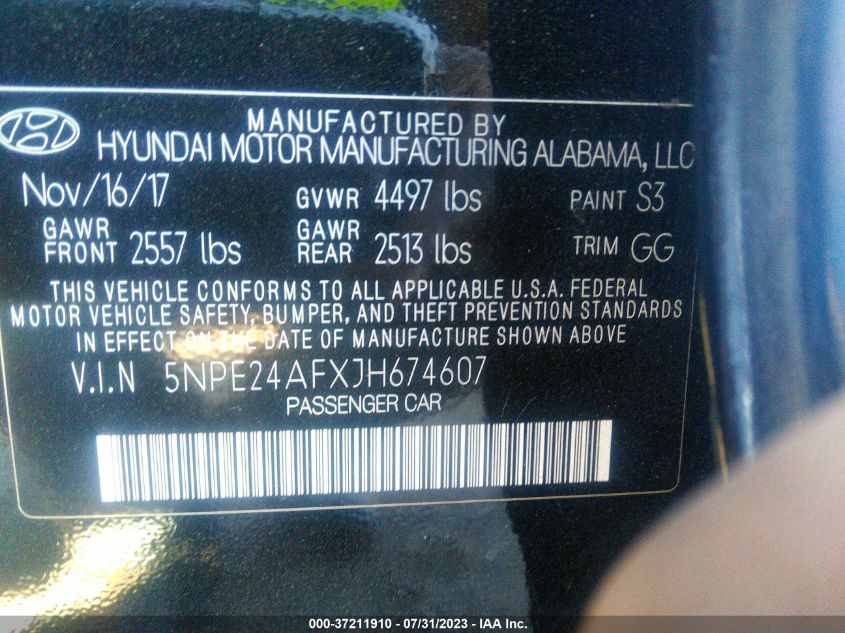 MANUFACTURED BY
HYUNDAI MOTOR MANUFACTURING ALABAMA, LLC
Nov/16/17 GVWR 4497 lbs PAINT S3
GAWR FRONT 2557 lbs GAWR REAR 2513 lbs TRIM GG
THIS VEHICLE CONFORMS TO ALL APPLICABLE U.S.A. FEDERAL
MOTOR VEHICLE SAFETY, BUMPER, AND THEFT PREVENTION STANDARDS
IN EFFECT ON THE DATE OF MANUFACTURE SHOWN ABOVE
V.I.N 5NPE24AFXJH674607
PASSENGER CAR
000-37211910 - 07/31/2023 - IAA Inc.